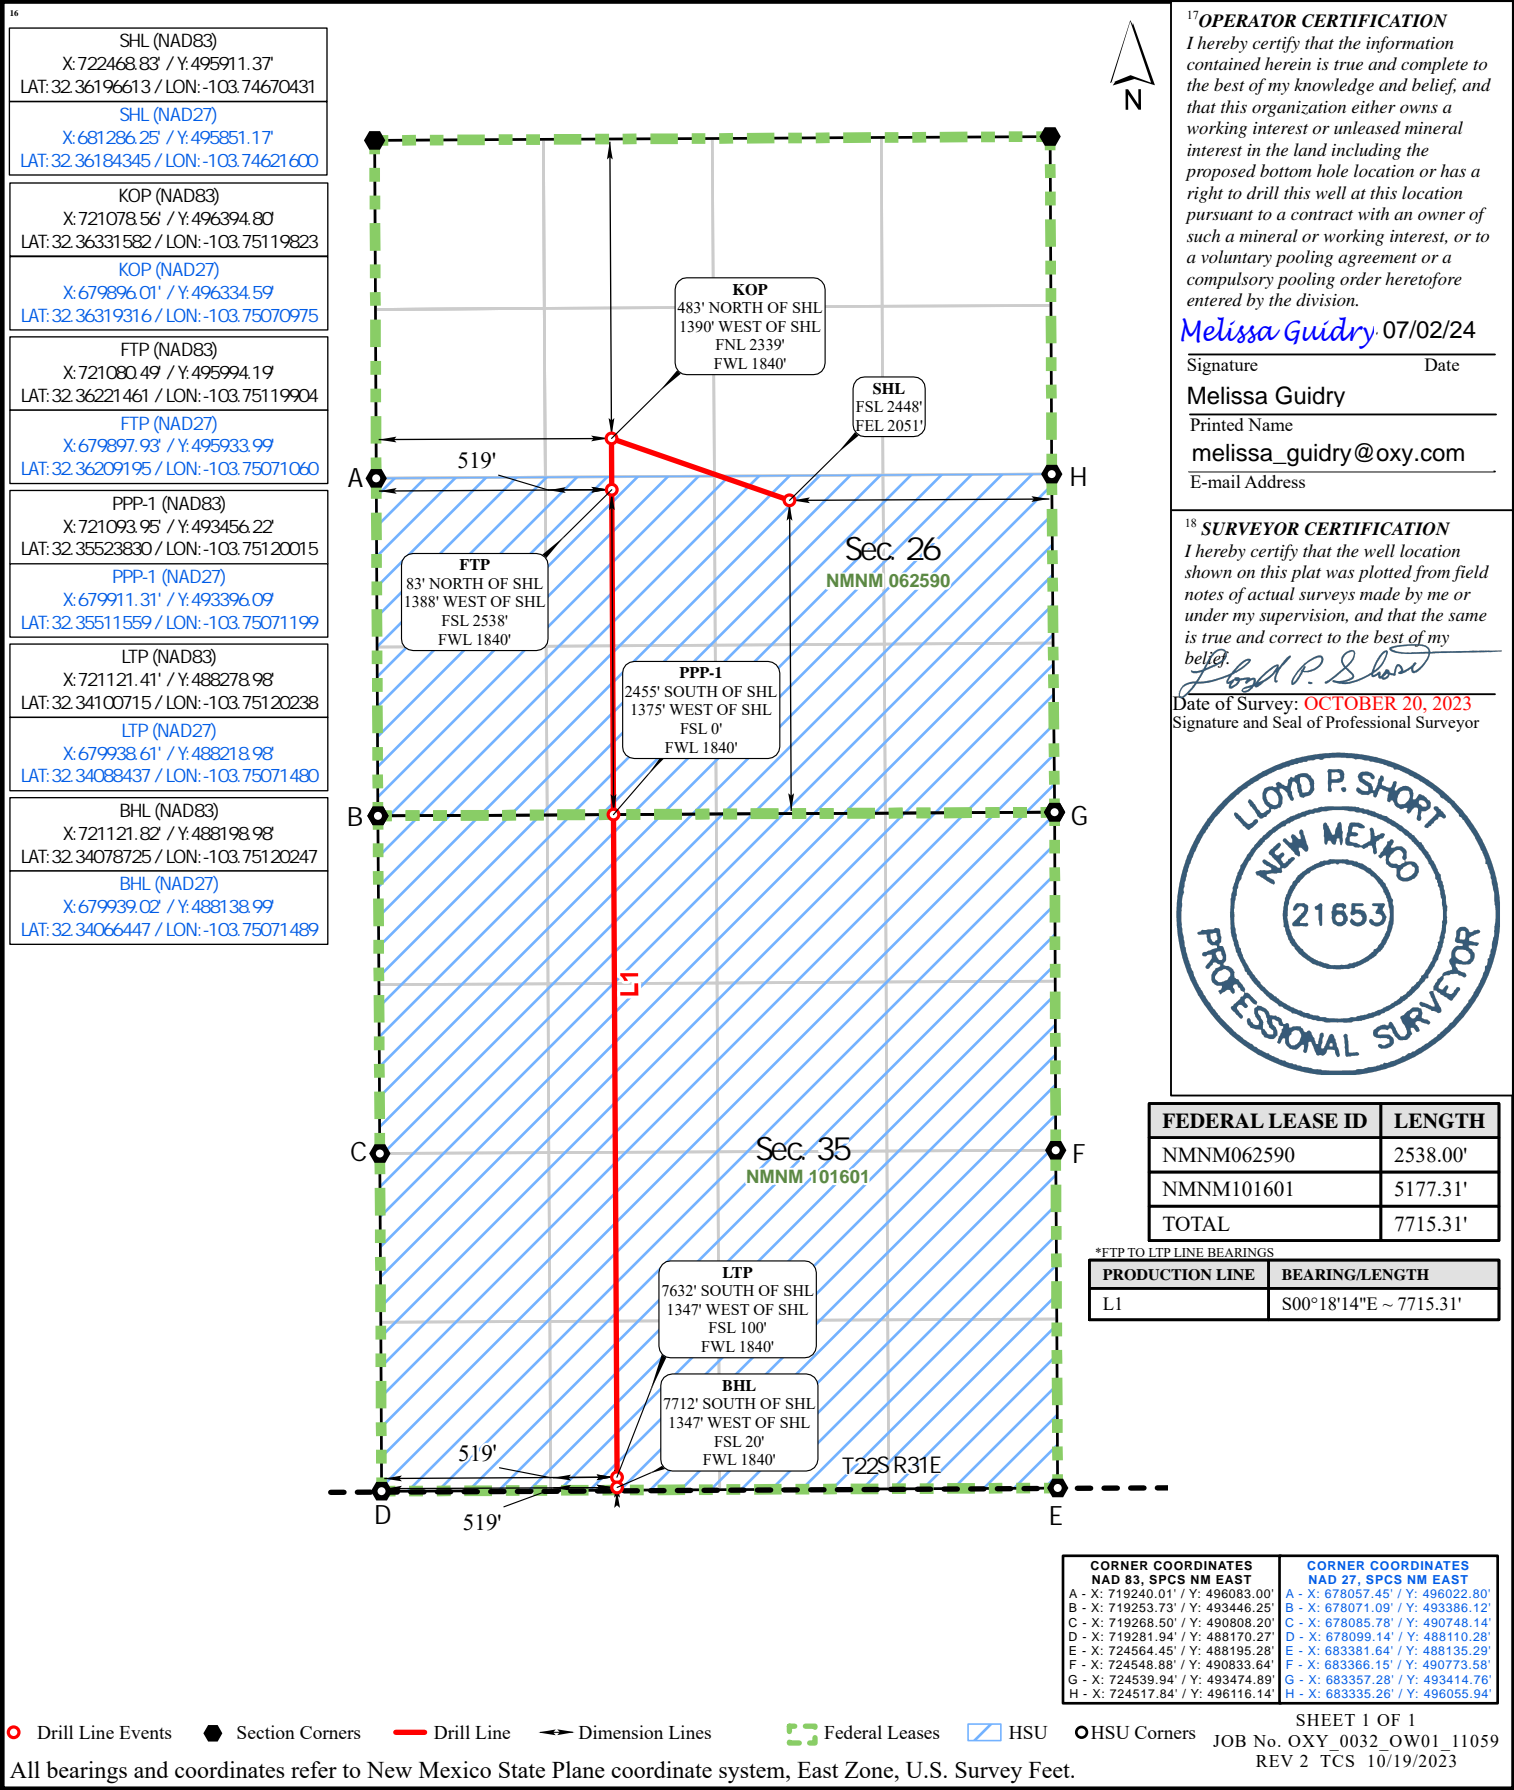 16
SHL (NAD83)
X:722468.83' / Y:495911.37'
LAT:32.36196613 / LON:-103.74670431
SHL (NAD27)
X:681286.25' / Y:495851.17'
LAT:32.36184345 / LON:-103.74621600
KOP (NAD83)
X:721078.56' / Y:496394.80'
LAT:32.36331582 / LON:-103.75119823
KOP (NAD27)
X:679896.01' / Y:496334.59'
LAT:32.36319316 / LON:-103.75070975
FTP (NAD83)
X:721080.49' / Y:495994.19'
LAT:32.36221461 / LON:-103.75119904
FTP (NAD27)
X:679897.93' / Y:495933.99'
LAT:32.36209195 / LON:-103.75071060
PPP-1 (NAD83)
X:721093.95' / Y:493456.22'
LAT:32.35523830 / LON:-103.75120015
PPP-1 (NAD27)
X:679911.31' / Y:493396.09'
LAT:32.35511559 / LON:-103.75071199
LTP (NAD83)
X:721121.41' / Y:488278.98'
LAT:32.34100715 / LON:-103.75120238
LTP (NAD27)
X:679938.61' / Y:488218.98'
LAT:32.34088437 / LON:-103.75071480
BHL (NAD83)
X:721121.82' / Y:488198.98'
LAT:32.34078725 / LON:-103.75120247
BHL (NAD27)
X:679939.02' / Y:488138.99'
LAT:32.34066447 / LON:-103.75071489
N
KOP
483' NORTH OF SHL
1390' WEST OF SHL
FNL 2339'
FWL 1840'
SHL
FSL 2448'
FEL 2051'
519'
A
H
FTP
83' NORTH OF SHL
1388' WEST OF SHL
FSL 2538'
FWL 1840'
Sec. 26
NMNM 062590
PPP-1
2455' SOUTH OF SHL
1375' WEST OF SHL
FSL 0'
FWL 1840'
B
G
L1
C
F
Sec. 35
NMNM 101601
LTP
7632' SOUTH OF SHL
1347' WEST OF SHL
FSL 100'
FWL 1840'
BHL
7712' SOUTH OF SHL
1347' WEST OF SHL
FSL 20'
FWL 1840'
519'
T22S R31E
D
519'
E
17 OPERATOR CERTIFICATION
I hereby certify that the information
contained herein is true and complete to
the best of my knowledge and belief, and
that this organization either owns a
working interest or unleased mineral
interest in the land including the
proposed bottom hole location or has a
right to drill this well at this location
pursuant to a contract with an owner of
such a mineral or working interest, or to
a voluntary pooling agreement or a
compulsory pooling order heretofore
entered by the division.
Melissa Guidry 07/02/24
Signature Date
Melissa Guidry
Printed Name
melissa_guidry@oxy.com
E-mail Address
18 SURVEYOR CERTIFICATION
I hereby certify that the well location
shown on this plat was plotted from field
notes of actual surveys made by me or
under my supervision, and that the same
is true and correct to the best of my
belief.
Lloyd P. Short
Date of Survey: OCTOBER 20, 2023
Signature and Seal of Professional Surveyor
LLOYD P. SHORT
NEW MEXICO
21653
PROFESSIONAL SURVEYOR
FEDERAL LEASE ID LENGTH
NMNM062590 2538.00'
NMNM101601 5177.31'
TOTAL 7715.31'
*FTP TO LTP LINE BEARINGS
PRODUCTION LINE BEARING/LENGTH
L1 S00°18'14"E ~ 7715.31'
CORNER COORDINATES
NAD 83, SPCS NM EAST
A - X: 719240.01' / Y: 496083.00'
B - X: 719253.73' / Y: 493446.25'
C - X: 719268.50' / Y: 490808.20'
D - X: 719281.94' / Y: 488170.27'
E - X: 724564.45' / Y: 488195.28'
F - X: 724548.88' / Y: 490833.64'
G - X: 724539.94' / Y: 493474.89'
H - X: 724517.84' / Y: 496116.14'
CORNER COORDINATES
NAD 27, SPCS NM EAST
A - X: 678057.45' / Y: 496022.80'
B - X: 678071.09' / Y: 493386.12'
C - X: 678085.78' / Y: 490748.14'
D - X: 678099.14' / Y: 488110.28'
E - X: 683381.64' / Y: 488135.29'
F - X: 683366.15' / Y: 490773.58'
G - X: 683357.28' / Y: 493414.76'
H - X: 683335.26' / Y: 496055.94'
Drill Line Events Section Corners Drill Line Dimension Lines Federal Leases HSU HSU Corners
SHEET 1 OF 1
JOB No. OXY_0032_OW01_11059
REV 2 TCS 10/19/2023
All bearings and coordinates refer to New Mexico State Plane coordinate system, East Zone, U.S. Survey Feet.